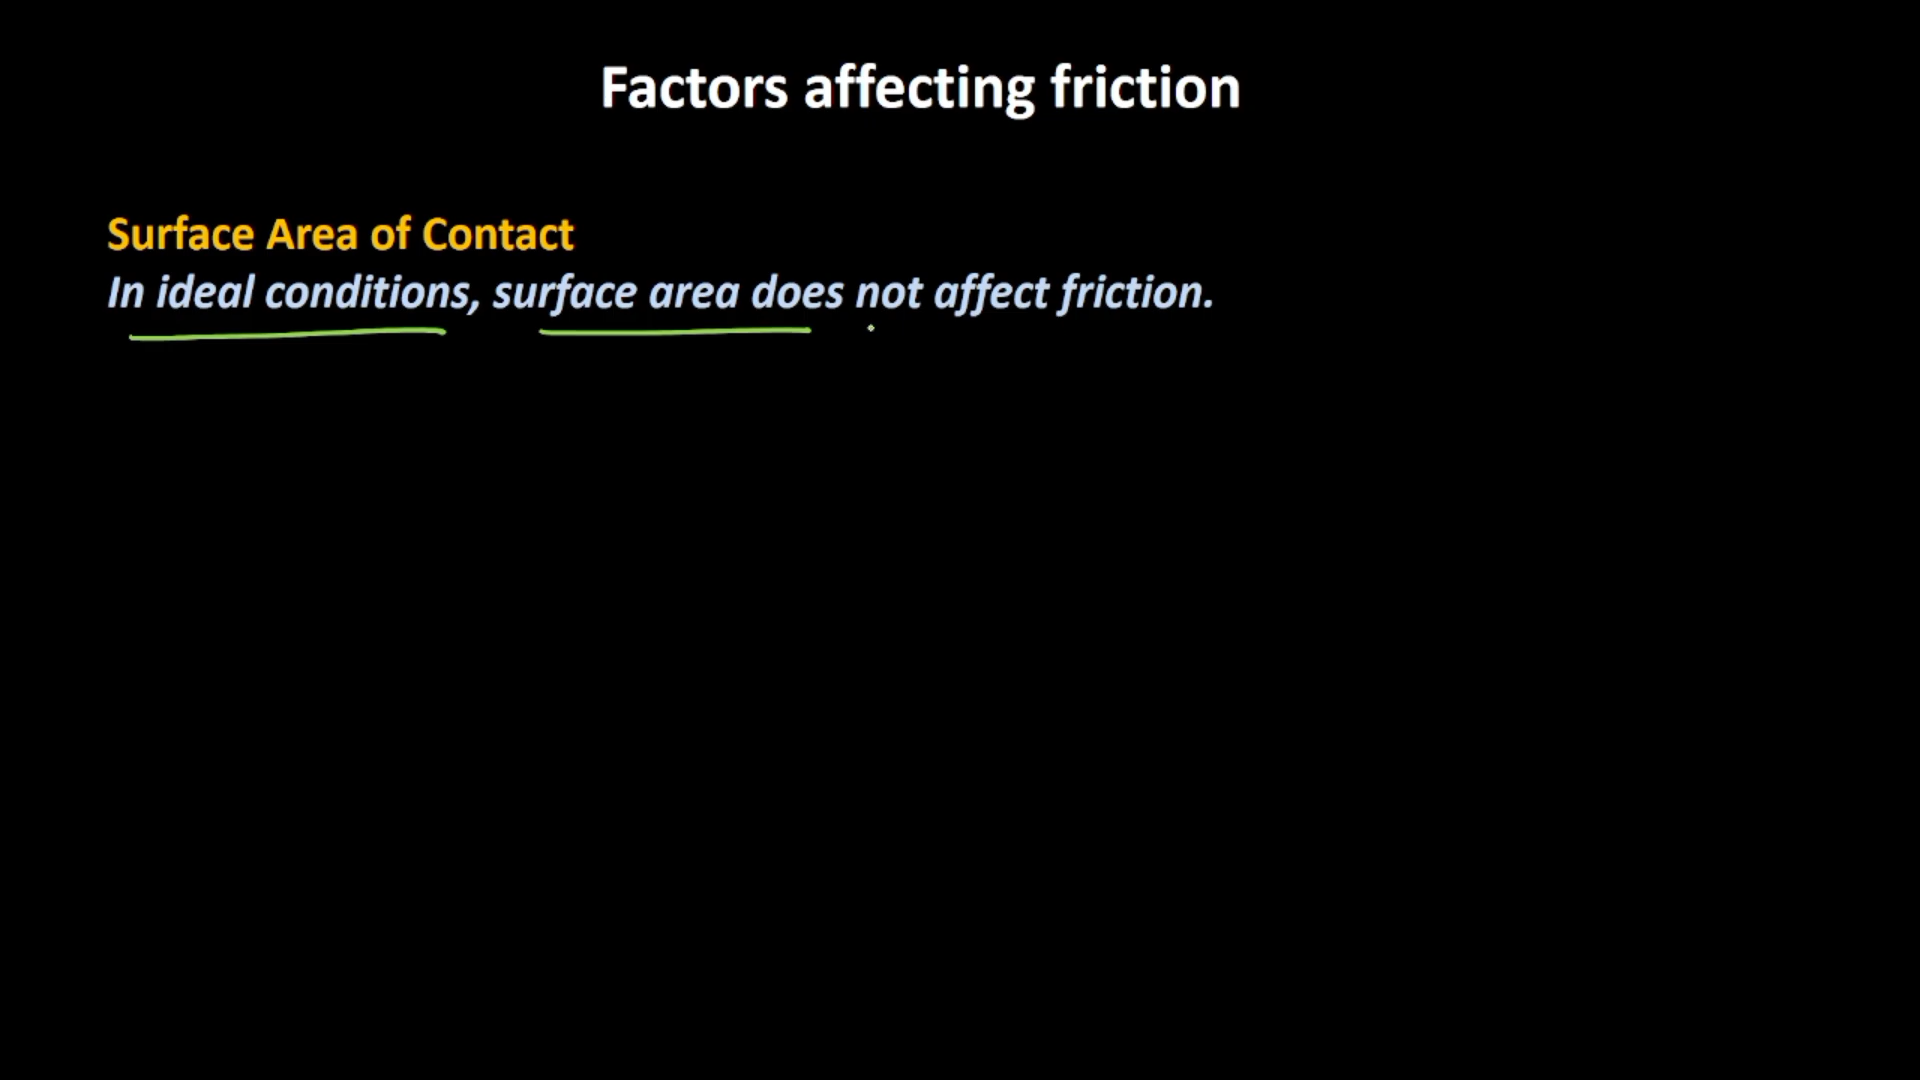 Factors affecting friction
Surface Area of Contact
In ideal conditions, surface area does not affect friction.